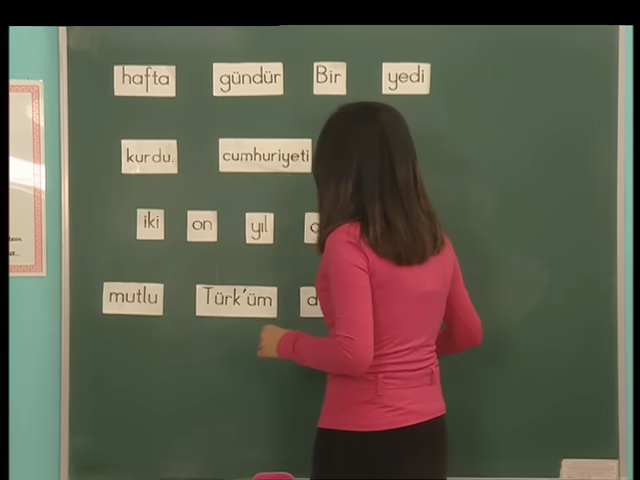 hafta gündür Bir yedi
kurdu. cumhuriyeti
iki on yıl
mutlu Türk'üm